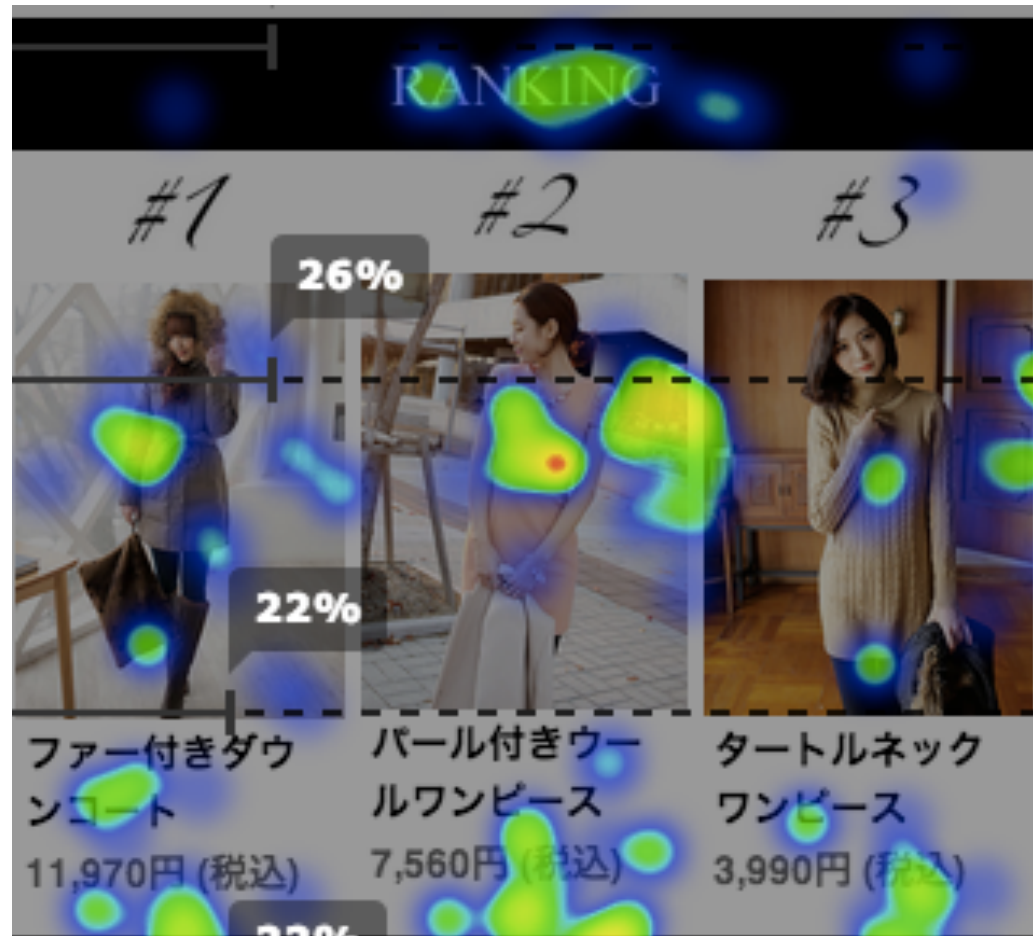 RANKING
#1
#2
#3
26%
22%
ファー付きダウ
ンコート
11,970円 (税込)
パール付きウー
ルワンピース
7,560円 (税込)
タートルネック
ワンピース
3,990円 (税込)